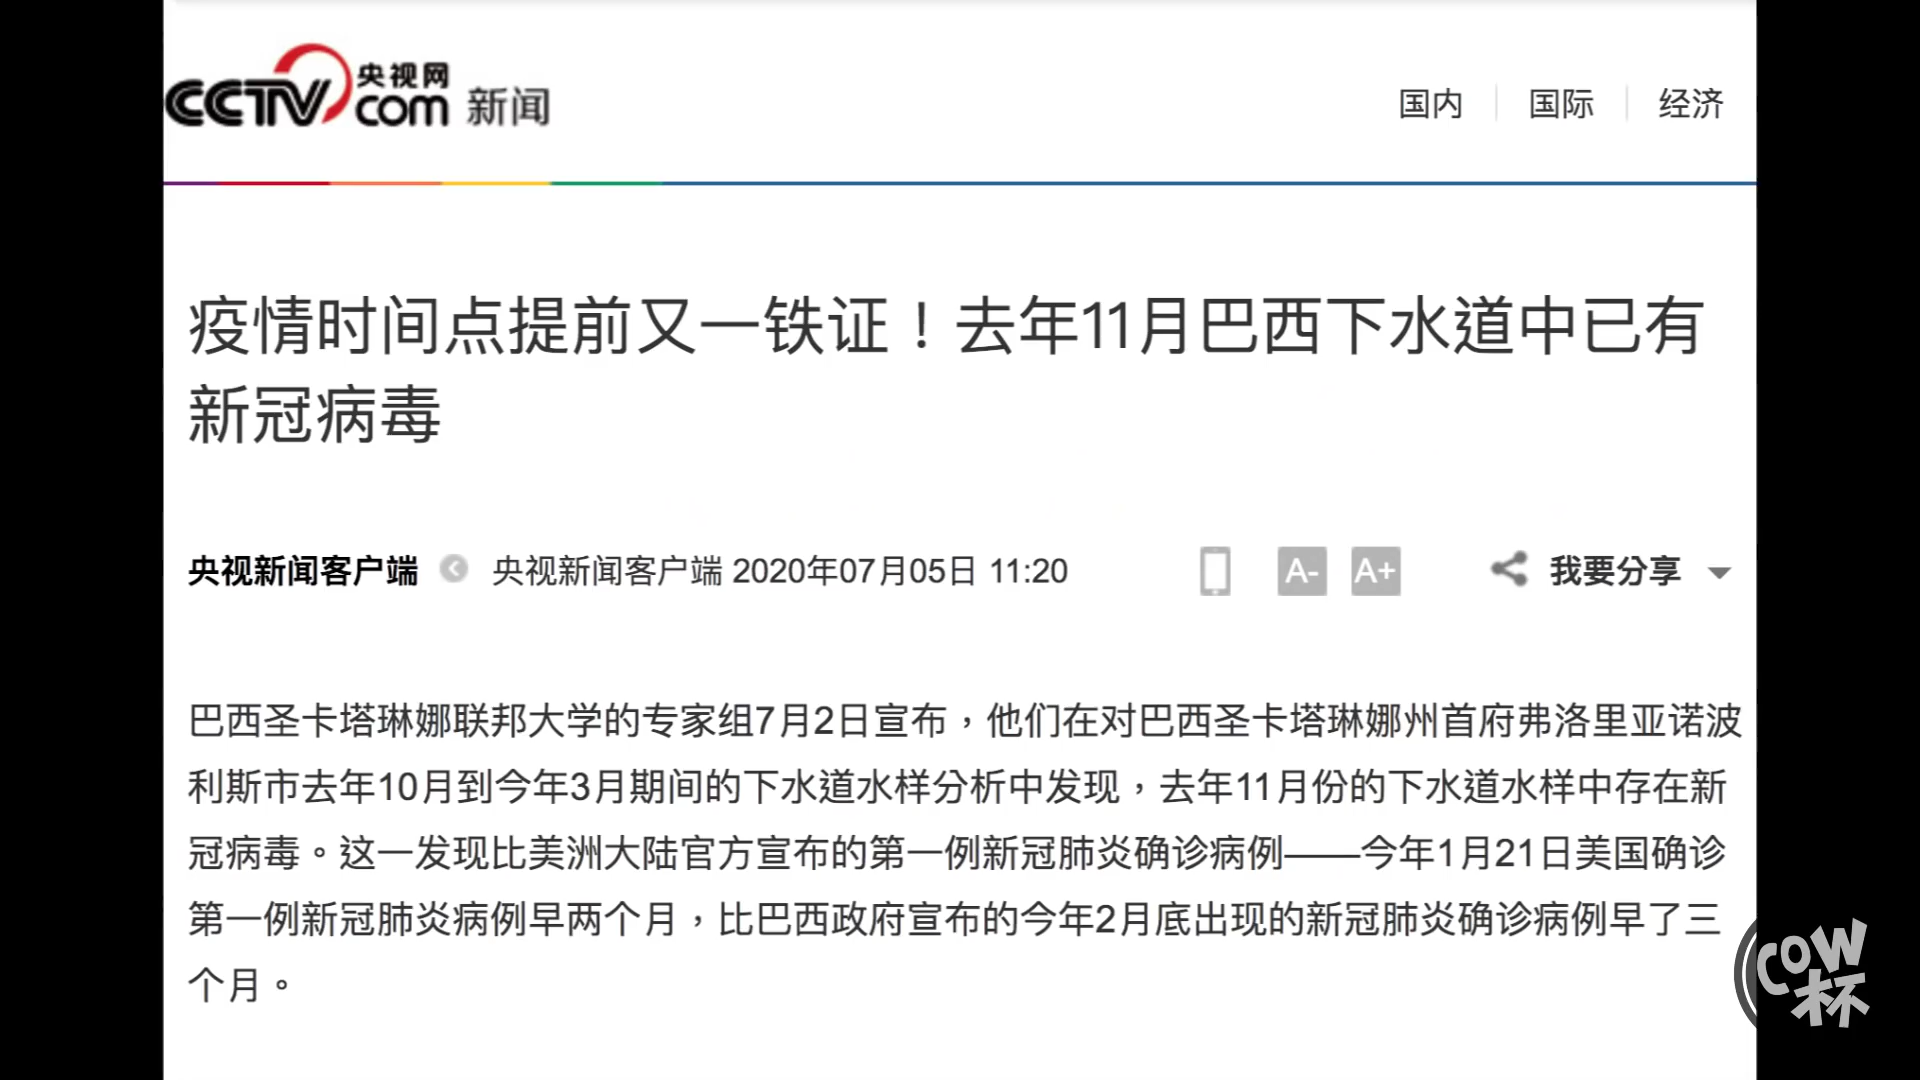 CCTV com 央视网 新闻
国内 国际 经济
疫情时间点提前又一铁证！去年11月巴西下水道中已有
新冠病毒
央视新闻客户端 央视新闻客户端 2020年07月05日 11:20 A- A+ 我要分享
巴西圣卡塔琳娜联邦大学的专家组7月2日宣布，他们在对巴西圣卡塔琳娜州首府弗洛里亚诺波
利斯市去年10月到今年3月期间的下水道水样分析中发现，去年11月份的下水道水样中存在新
冠病毒。这一发现比美洲大陆官方宣布的第一例新冠肺炎确诊病例——今年1月21日美国确诊
第一例新冠肺炎病例早两个月，比巴西政府宣布的今年2月底出现的新冠肺炎确诊病例早了三
个月。
COW杯